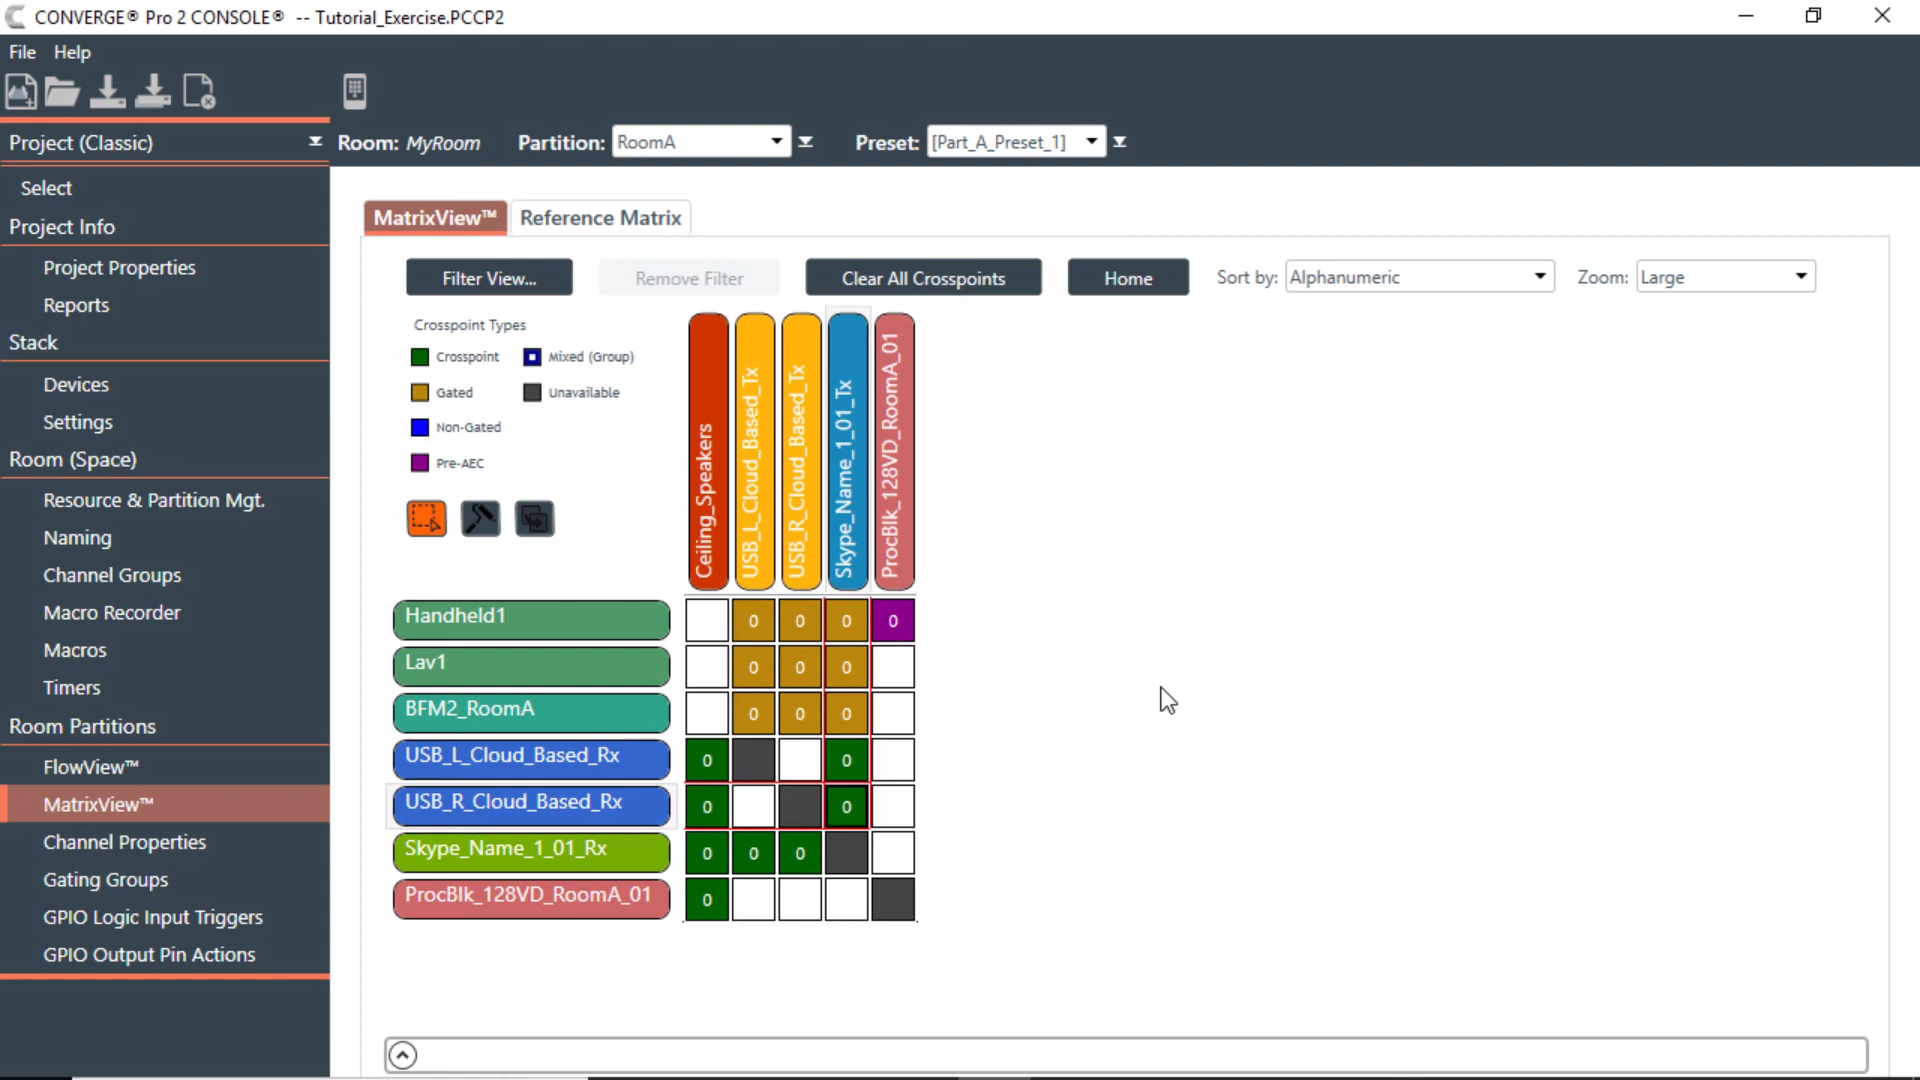 CONVERGE® Pro 2 CONSOLE® -- Tutorial_Exercise.PCCP2
File Help
Project (Classic)
Room: MyRoom Partition: RoomA Preset: [Part_A_Preset_1]
Select
Project Info
Project Properties
Reports
Stack
Devices
Settings
Room (Space)
Resource & Partition Mgt.
Naming
Channel Groups
Macro Recorder
Macros
Timers
Room Partitions
FlowView™
MatrixView™
Channel Properties
Gating Groups
GPIO Logic Input Triggers
GPIO Output Pin Actions
MatrixView™ Reference Matrix
Filter View... Remove Filter Clear All Crosspoints Home Sort by: Alphanumeric Zoom: Large
Crosspoint Types
Crosspoint Mixed (Group)
Gated Unavailable
Non-Gated
Pre-AEC
Ceiling_Speakers
USB_L_Cloud_Based_Tx
USB_R_Cloud_Based_Tx
Skype_Name_1_01_Tx
ProcBlk_128VD_RoomA_01
Handheld1 0 0 0 0
Lav1 0 0 0
BFM2_RoomA 0 0 0
USB_L_Cloud_Based_Rx 0 0
USB_R_Cloud_Based_Rx 0 0
Skype_Name_1_01_Rx 0 0 0
ProcBlk_128VD_RoomA_01 0